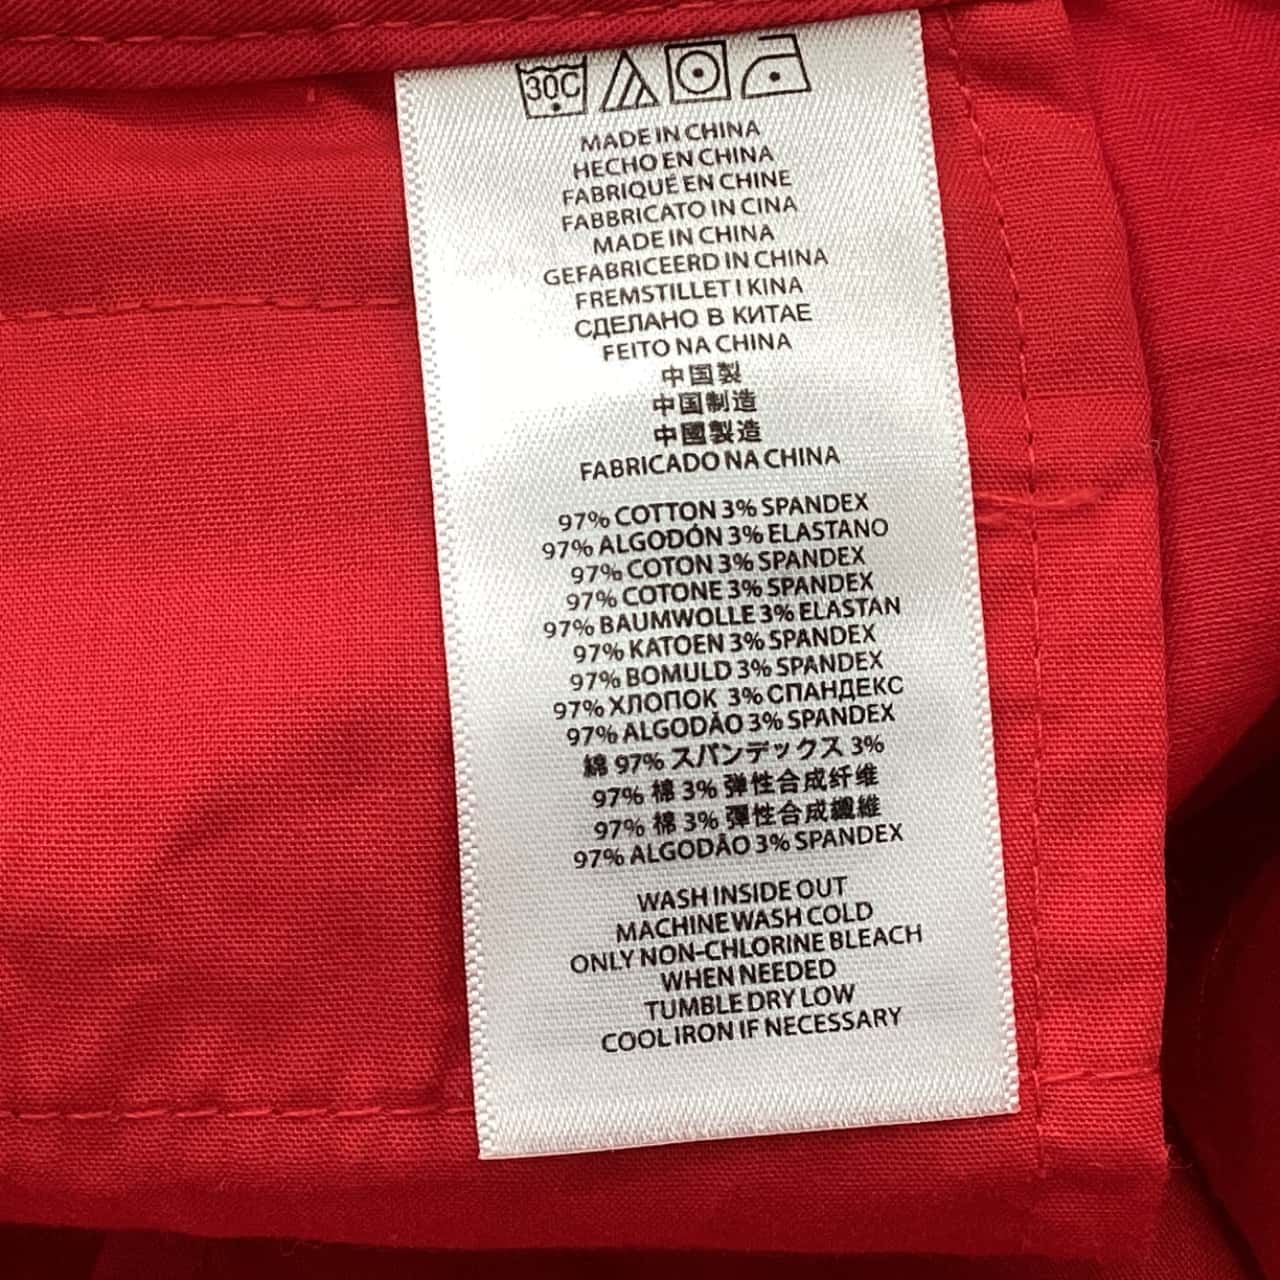 30C
MADE IN CHINA
HECHO EN CHINA
FABRIQUÉ EN CHINE
FABBRICATO IN CINA
MADE IN CHINA
GEFABRICEERD IN CHINA
FREMSTILLET I KINA
СДЕЛАНО В КИТАЕ
FEITO NA CHINA
中国製
中国制造
中國製造
FABRICADO NA CHINA
97% COTTON 3% SPANDEX
97% ALGODÓN 3% ELASTANO
97% COTON 3% SPANDEX
97% COTONE 3% SPANDEX
97% BAUMWOLLE 3% ELASTAN
97% KATOEN 3% SPANDEX
97% BOMULD 3% SPANDEX
97% ХЛОПОК 3% СПАНДЕКС
97% ALGODÃO 3% SPANDEX
綿 97% スパンデックス 3%
97% 棉 3% 弹性合成纤维
97% 棉 3% 彈性合成纖維
97% ALGODÃO 3% SPANDEX
WASH INSIDE OUT
MACHINE WASH COLD
ONLY NON-CHLORINE BLEACH
WHEN NEEDED
TUMBLE DRY LOW
COOL IRON IF NECESSARY